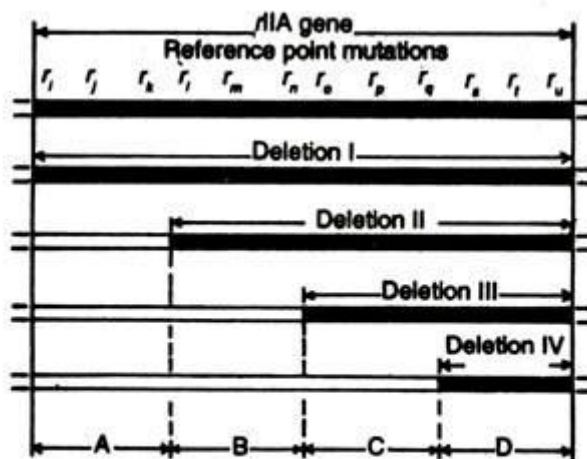 rIIA gene
Reference point mutations
r_i r_j r_k r_l r_m r_n r_o r_p r_q r_s r_t r_u
Deletion I
Deletion II
Deletion III
Deletion IV
A B C D